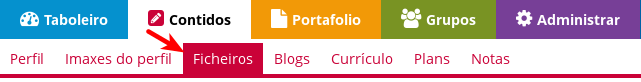 Taboleiro Contidos Portafolio Grupos Administrar
Perfil Imaxes do perfil Ficheiros Blogs Currículo Plans Notas